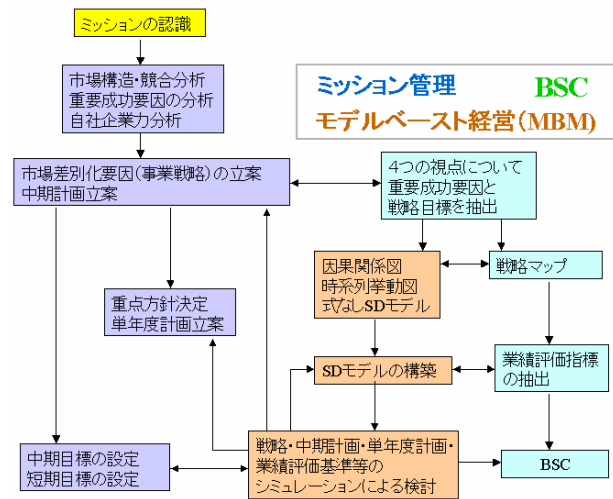 ミッションの認識
市場構造・競合分析
重要成功要因の分析
自社企業力分析
ミッション管理 BSC
モデルベースト経営(MBM)
市場差別化要因(事業戦略)の立案
中期計画立案
4つの視点について
重要成功要因と
戦略目標を抽出
因果関係図
時系列挙動図
式なしSDモデル
戦略マップ
重点方針決定
単年度計画立案
SDモデルの構築
業績評価指標
の抽出
中期目標の設定
短期目標の設定
戦略・中期計画・単年度計画・
業績評価基準等の
シミュレーションによる検討
BSC